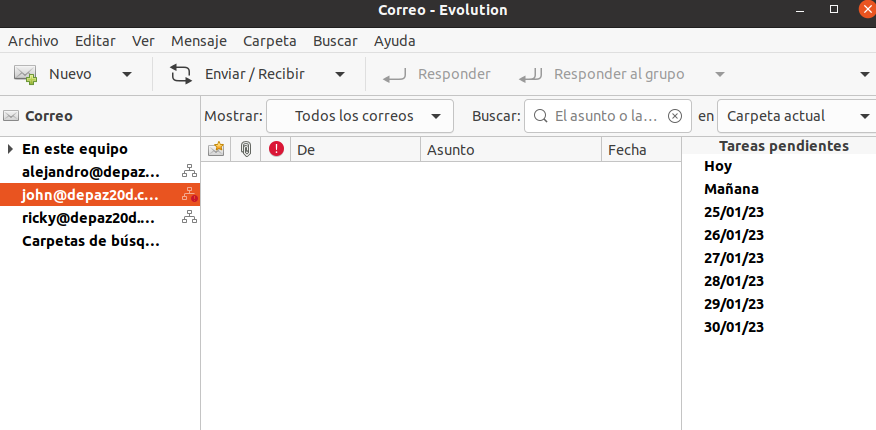 Correo - Evolution
Archivo Editar Ver Mensaje Carpeta Buscar Ayuda
Nuevo Enviar / Recibir Responder Responder al grupo
Correo Mostrar: Todos los correos Buscar: El asunto o la... en Carpeta actual
De Asunto Fecha Tareas pendientes
En este equipo
alejandro@depaz...
john@depaz20d.c...
ricky@depaz20d....
Carpetas de búsq...
Hoy
Mañana
25/01/23
26/01/23
27/01/23
28/01/23
29/01/23
30/01/23